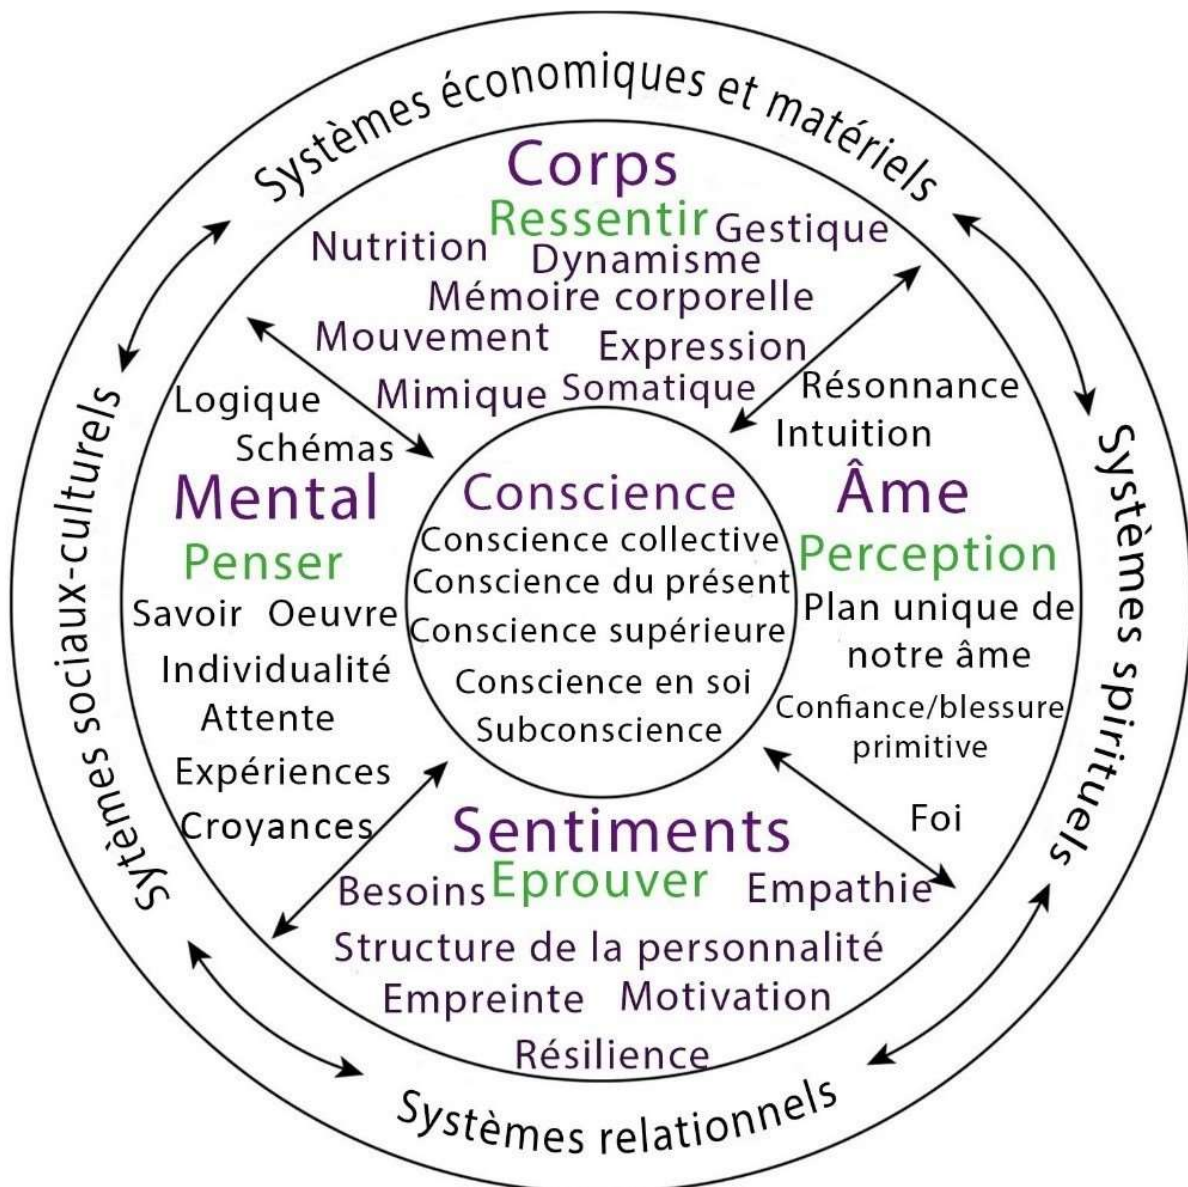 Systèmes économiques et matériels
Corps
Ressentir
Gestique
Nutrition
Dynamisme
Mémoire corporelle
Mouvement
Expression
Mimique
Somatique
Sytèmes sociaux-culturels
Logique
Schémas
Mental
Penser
Savoir Oeuvre
Individualité
Attente
Expériences
Croyances
Conscience
Conscience collective
Conscience du présent
Conscience supérieure
Conscience en soi
Subconscience
Résonnance
Intuition
Âme
Perception
Plan unique de
notre âme
Confiance/blessure
primitive
Foi
Systèmes spirituels
Sentiments
Eprouver
Besoins
Empathie
Structure de la personnalité
Empreinte Motivation
Résilience
Systèmes relationnels